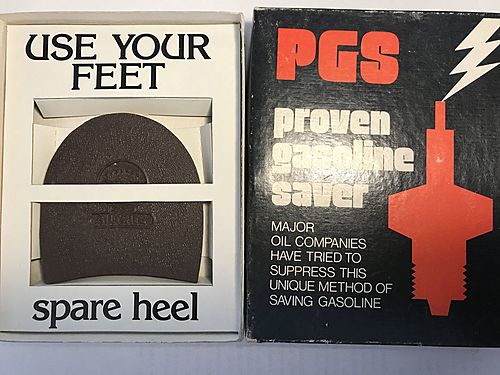 USE YOUR
FEET
spare heel
PGS
proven
gasoline
saver
MAJOR
OIL COMPANIES
HAVE TRIED TO
SUPPRESS THIS
UNIQUE METHOD OF
SAVING GASOLINE